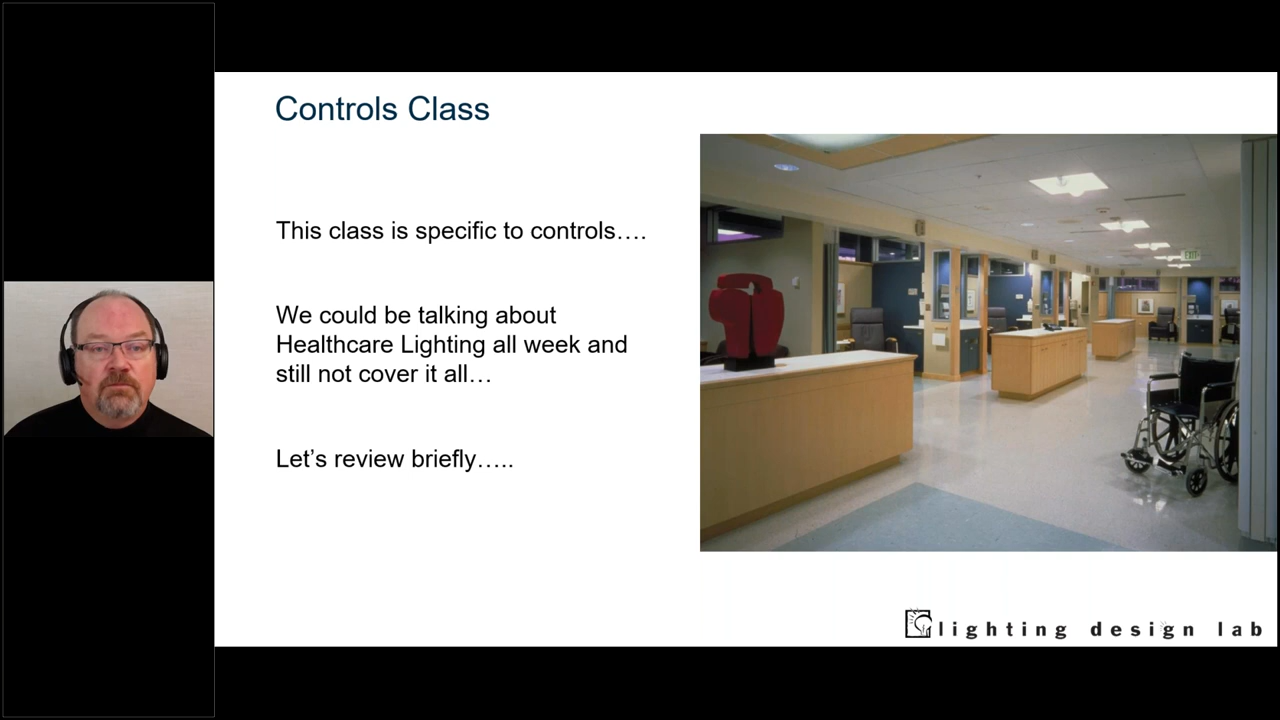 Controls Class
This class is specific to controls….
We could be talking about
Healthcare Lighting all week and
still not cover it all…
Let’s review briefly…..
EXIT
lighting design lab